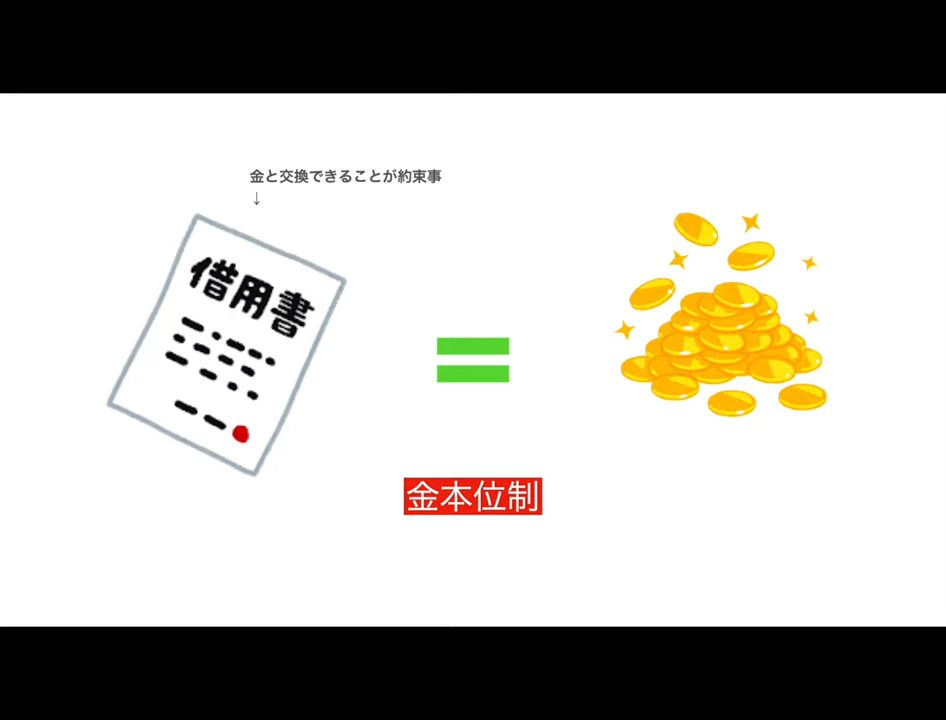 金と交換できることが約束事
↓
借用書
金本位制